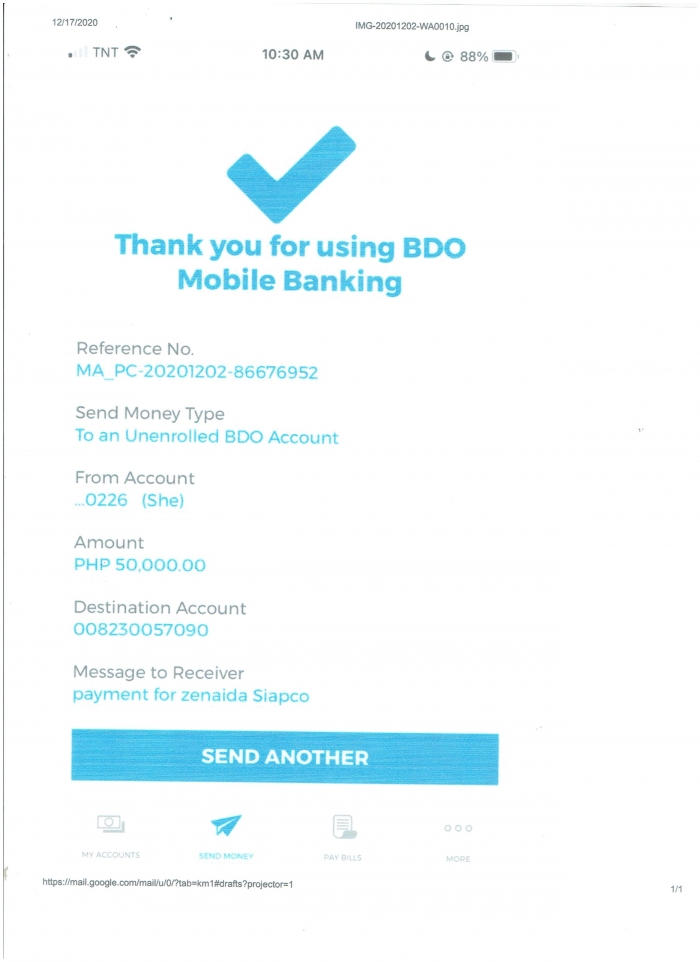 12/17/2020
IMG-20201202-WA0010.jpg
TNT
10:30 AM
88%
Thank you for using BDO
Mobile Banking
Reference No.
MA_PC-20201202-86676952
Send Money Type
To an Unenrolled BDO Account
From Account
...0226 (She)
Amount
PHP 50,000.00
Destination Account
008230057090
Message to Receiver
payment for zenaida Siapco
SEND ANOTHER
MY ACCOUNTS
SEND MONEY
PAY BILLS
MORE
https://mail.google.com/mail/u/0/?tab=km1#drafts?projector=1
1/1